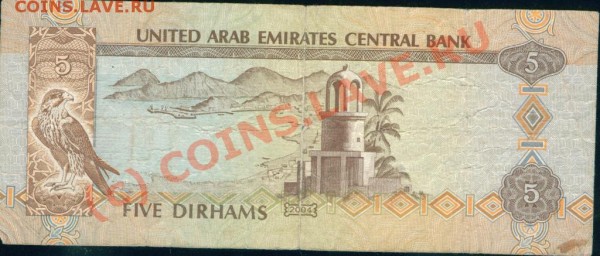 COINS.LAVE.RU
5
UNITED ARAB EMIRATES CENTRAL BANK
5
(c) COINS.LAVE.RU
5
FIVE DIRHAMS
2004